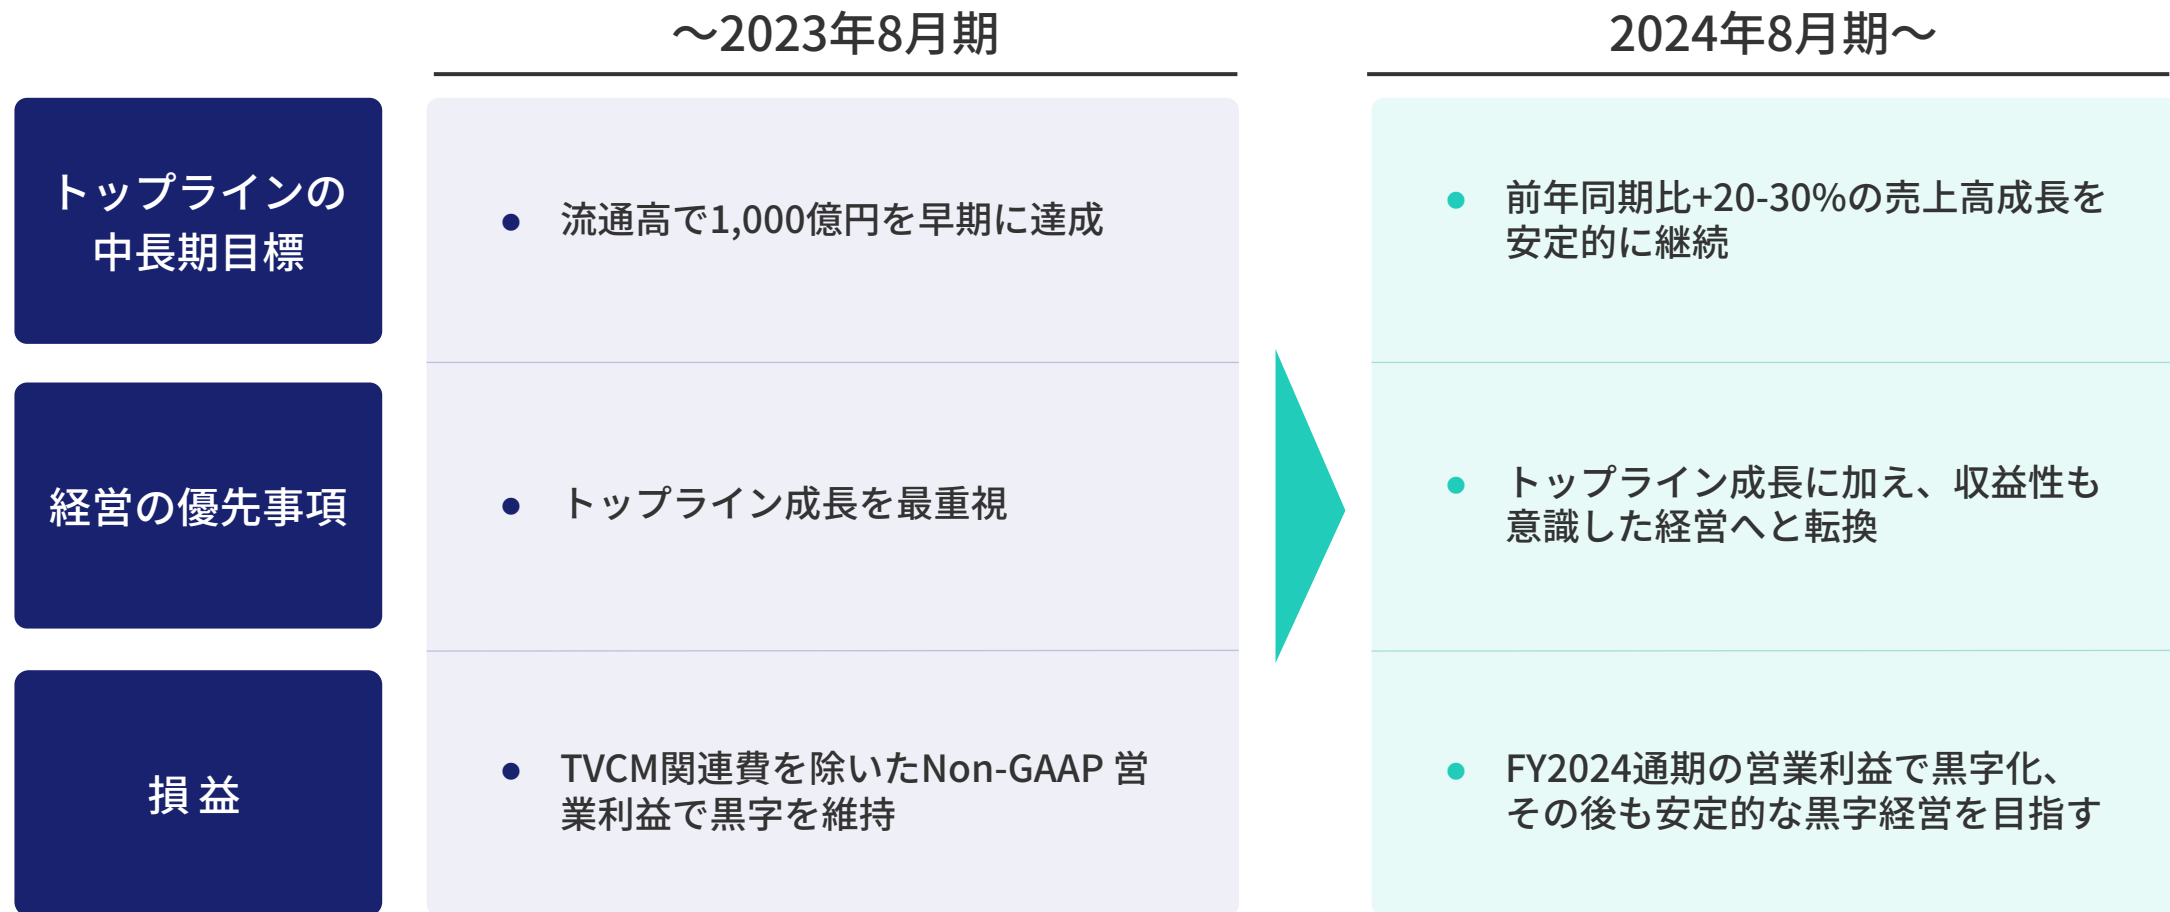 ～2023年8月期
2024年8月期～
トップラインの
中長期目標
● 流通高で1,000億円を早期に達成
● 前年同期比+20-30%の売上高成長を
安定的に継続
経営の優先事項
● トップライン成長を最重視
● トップライン成長に加え、収益性も
意識した経営へと転換
損 益
● TVCM関連費を除いたNon-GAAP 営
業利益で黒字を維持
● FY2024通期の営業利益で黒字化、
その後も安定的な黒字経営を目指す